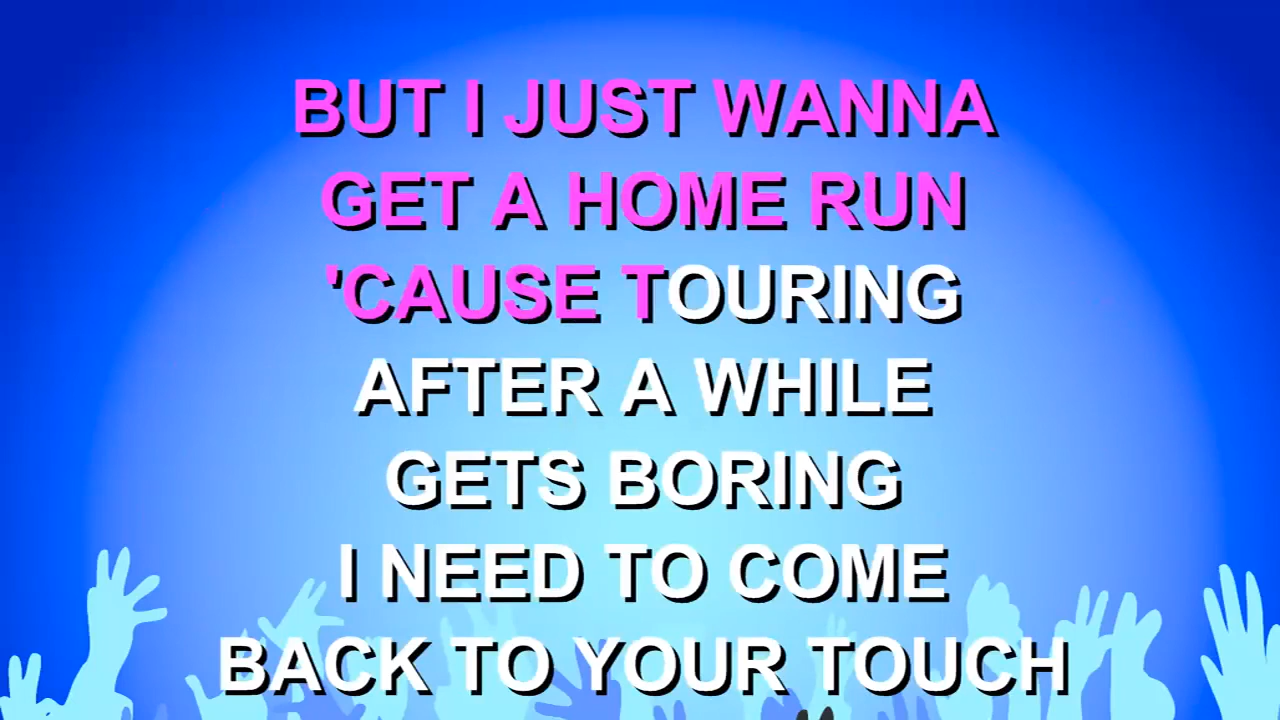 BUT I JUST WANNA
GET A HOME RUN
'CAUSE TOURING
AFTER A WHILE
GETS BORING
I NEED TO COME
BACK TO YOUR TOUCH